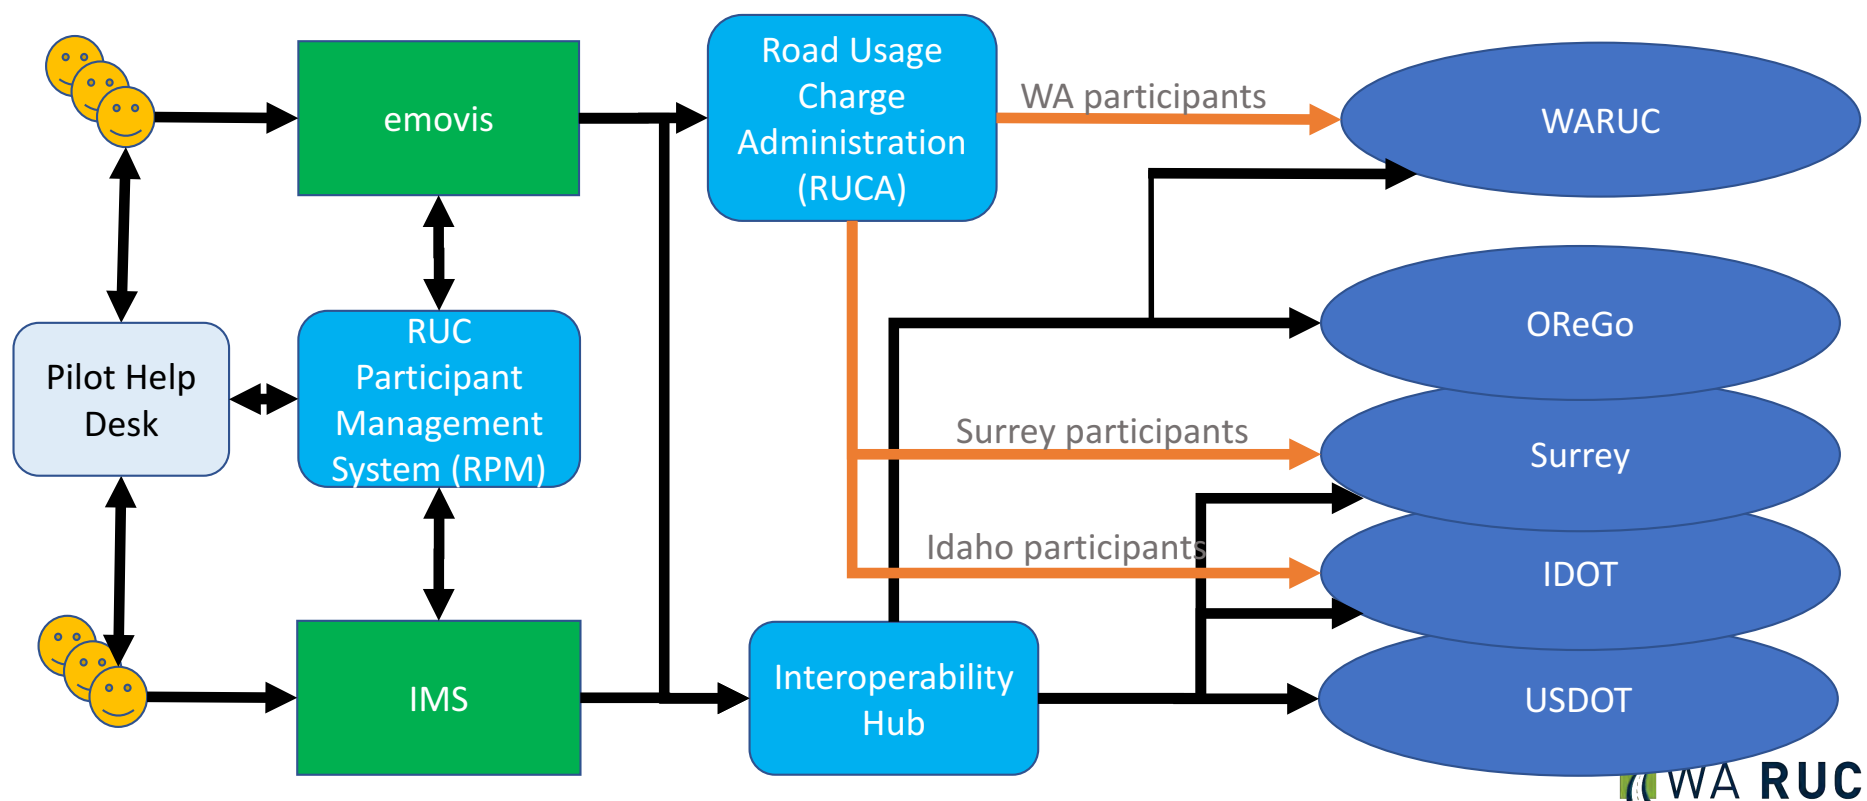 emovis
Road Usage
Charge
Administration
(RUCA)
WA participants
WARUC
Pilot Help
Desk
RUC
Participant
Management
System (RPM)
OReGo
Surrey participants
Surrey
Idaho participants
IDOT
IMS
Interoperability
Hub
USDOT
WA RUC